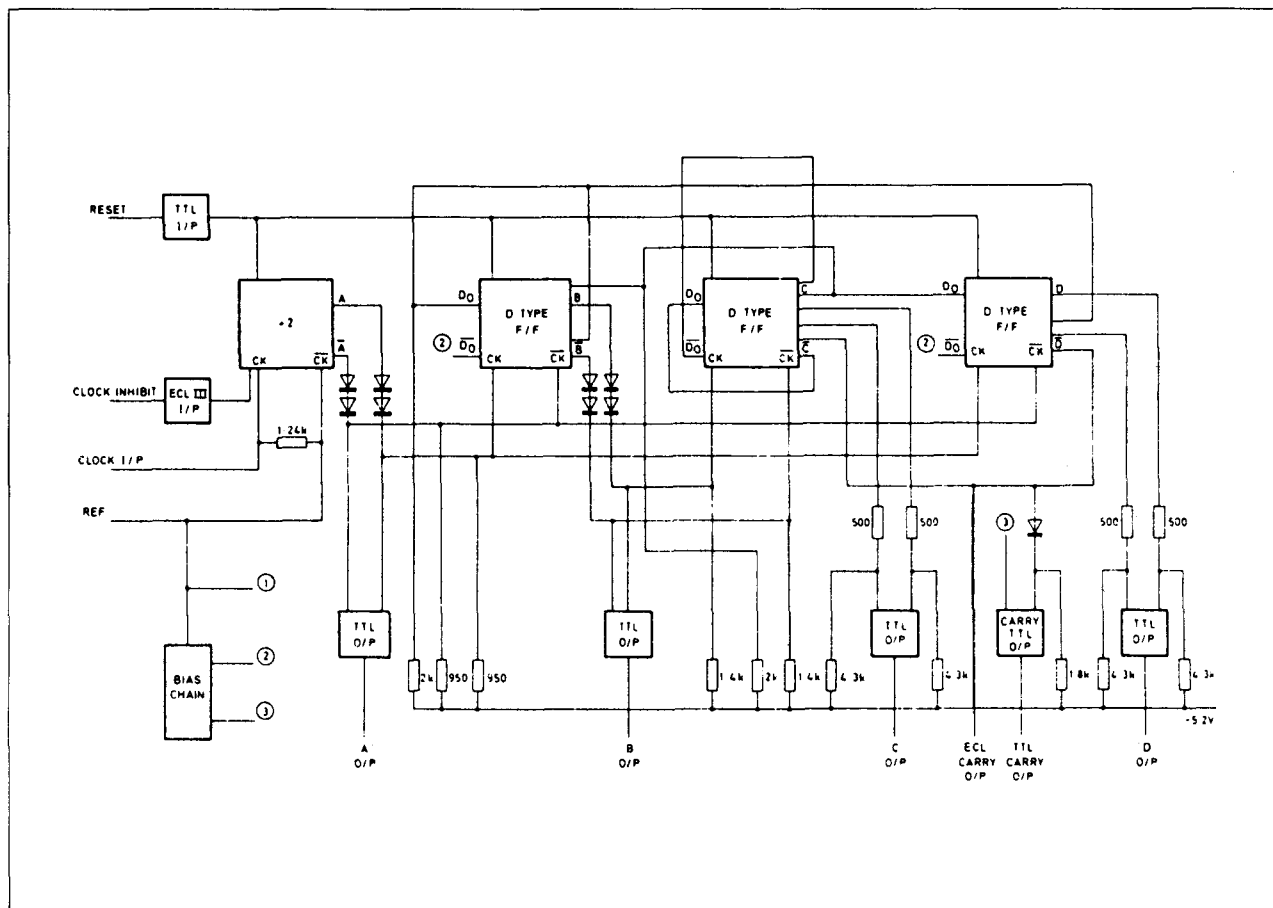 RESET
TTL
I/P
A
÷2
A̅
CK
C̅K̅
CLOCK INHIBIT
ECL III
I/P
1·24k
CLOCK I/P
REF
1
2
3
BIAS
CHAIN
D0
B
D TYPE
F/F
2
D̅0̅
CK
C̅K̅
B̅
D0
C
D TYPE
F/F
D̅0̅
CK
C̅K̅
C̅
D0
D
D TYPE
F/F
2
D̅0̅
CK
C̅K̅
D̅
500
500
3
500
500
TTL
O/P
TTL
O/P
TTL
O/P
CARRY
TTL
O/P
TTL
O/P
2k
950
950
1·4k
2k
1·4k
4·3k
4·3k
1·8k
4·3k
4·3k
-5·2V
A
O/P
B
O/P
C
O/P
ECL
CARRY
O/P
TTL
CARRY
O/P
D
O/P